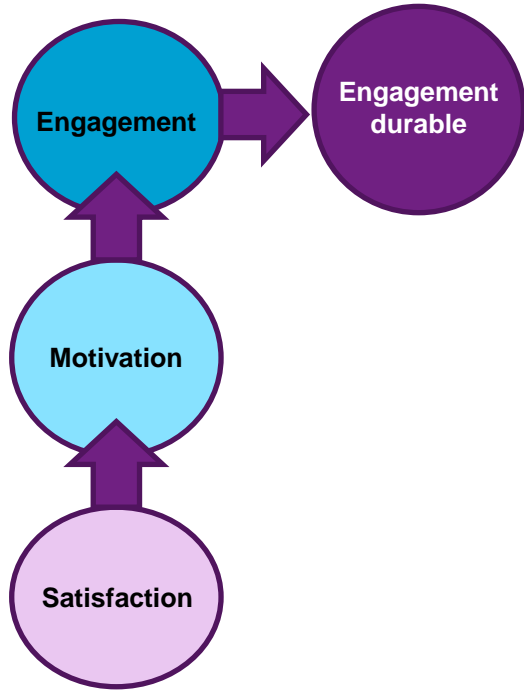 Engagement
Engagement
durable
Motivation
Satisfaction